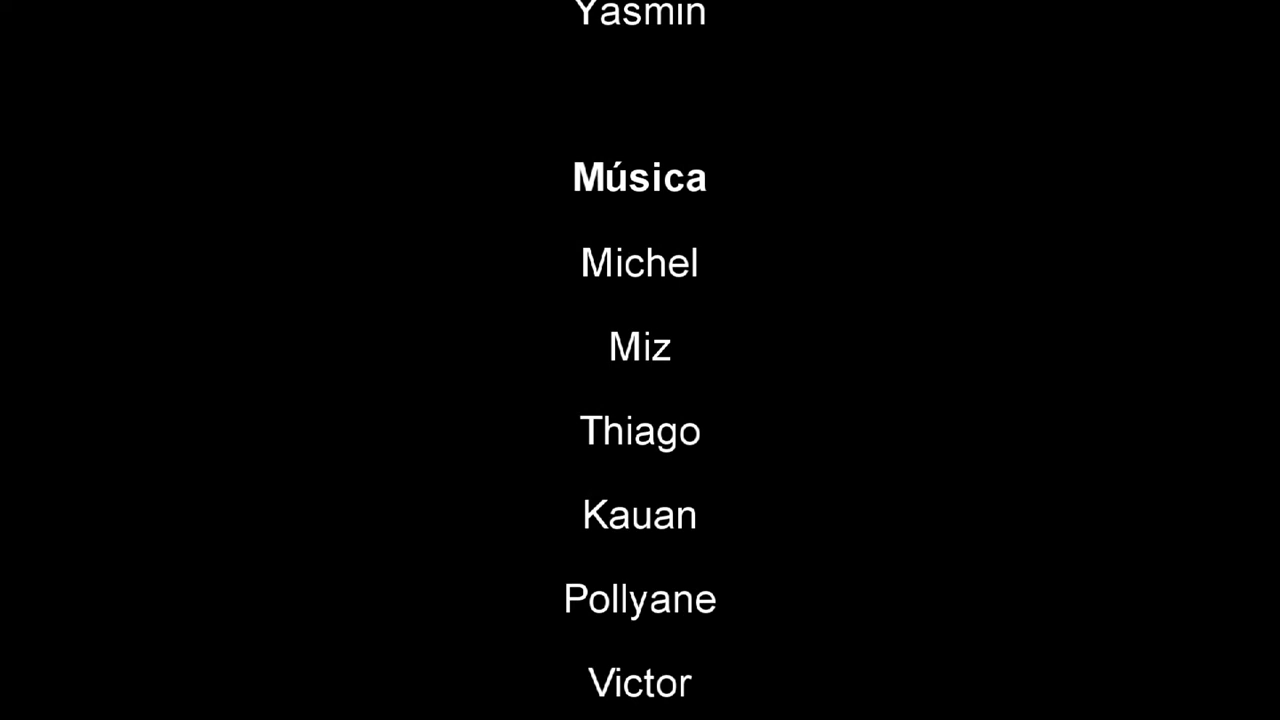 Yasmin
Música
Michel
Miz
Thiago
Kauan
Pollyane
Victor